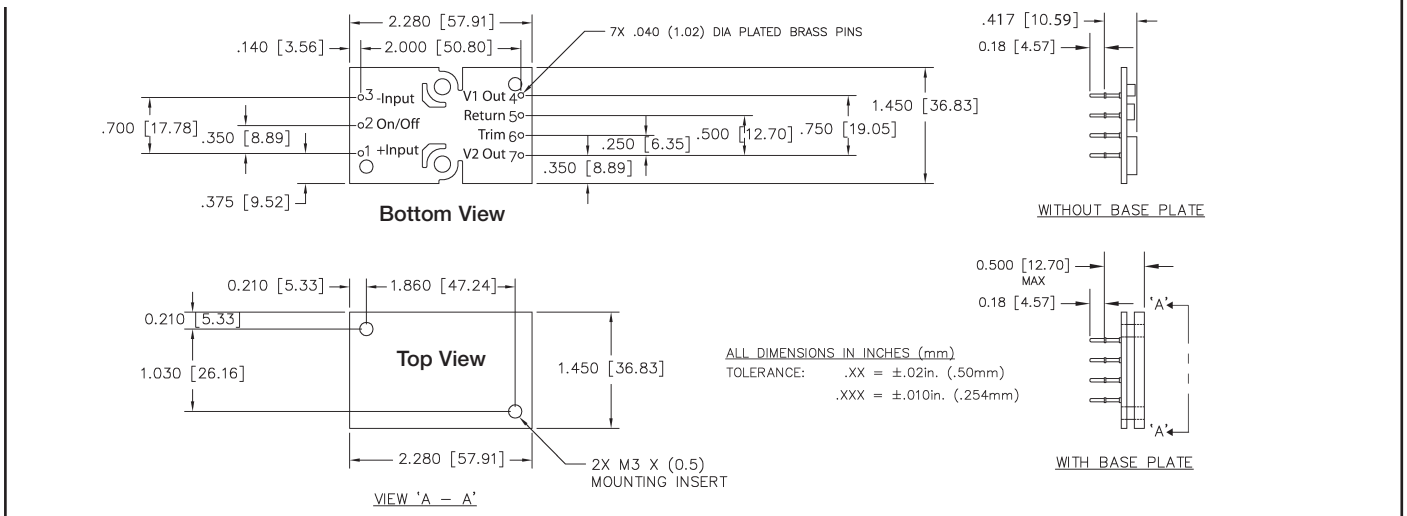 2.280 [57.91]
.140 [3.56]
2.000 [50.80]
7X .040 (1.02) DIA PLATED BRASS PINS
3 -Input
V1 Out 4
.700 [17.78]
.350 [8.89]
2 On/Off
Return 5
Trim 6
1 +Input
V2 Out 7
.250 [6.35]
.500 [12.70]
.750 [19.05]
1.450 [36.83]
.350 [8.89]
.375 [9.52]
Bottom View
.417 [10.59]
0.18 [4.57]
WITHOUT BASE PLATE
0.210 [5.33]
1.860 [47.24]
0.210 [5.33]
1.030 [26.16]
Top View
1.450 [36.83]
2.280 [57.91]
2X M3 X (0.5)
MOUNTING INSERT
VIEW 'A – A'
ALL DIMENSIONS IN INCHES (mm)
TOLERANCE: .XX = ±.02in. (.50mm)
.XXX = ±.010in. (.254mm)
0.500 [12.70]
MAX
0.18 [4.57]
'A'
'A'
WITH BASE PLATE